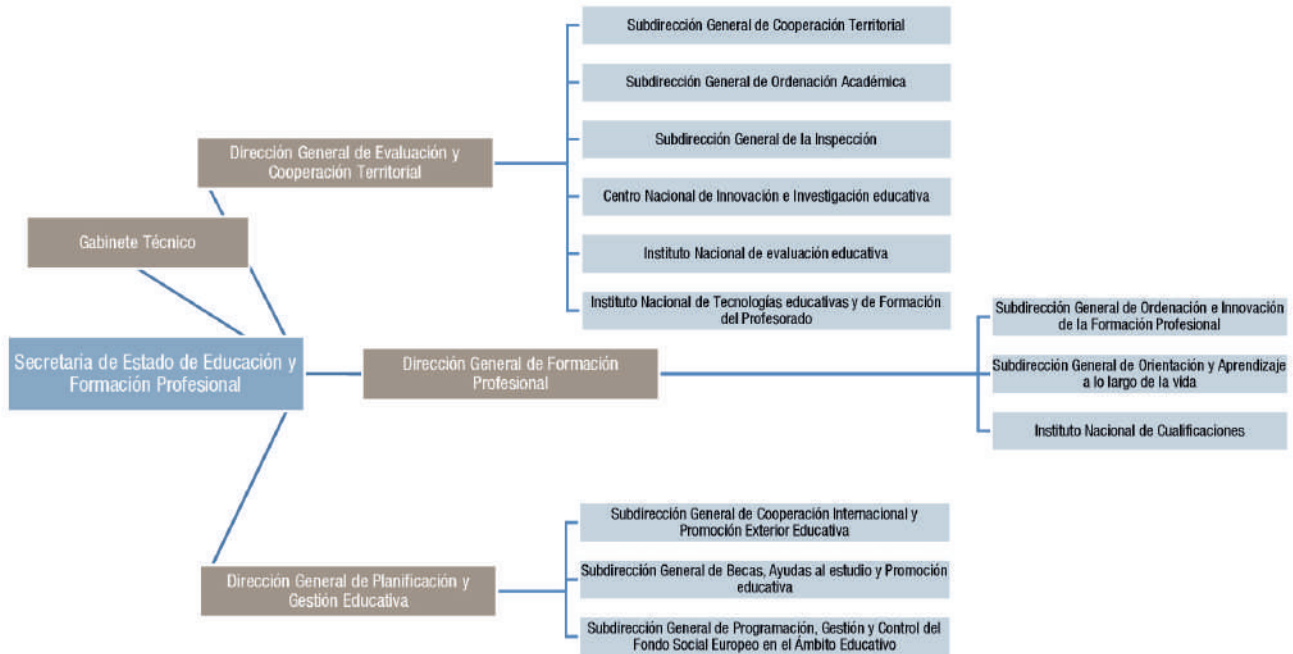 Subdirección General de Cooperación Territorial
Subdirección General de Ordenación Académica
Subdirección General de la Inspección
Centro Nacional de Innovación e Investigación educativa
Instituto Nacional de evaluación educativa
Instituto Nacional de Tecnologías educativas y de Formación
del Profesorado
Dirección General de Evaluación y
Cooperación Territorial
Gabinete Técnico
Secretaria de Estado de Educación y
Formación Profesional
Dirección General de Formación
Profesional
Subdirección General de Ordenación e Innovación
de la Formación Profesional
Subdirección General de Orientación y Aprendizaje
a lo largo de la vida
Instituto Nacional de Cualificaciones
Dirección General de Planificación y
Gestión Educativa
Subdirección General de Cooperación Internacional y
Promoción Exterior Educativa
Subdirección General de Becas, Ayudas al estudio y Promoción
educativa
Subdirección General de Programación, Gestión y Control del
Fondo Social Europeo en el Ámbito Educativo